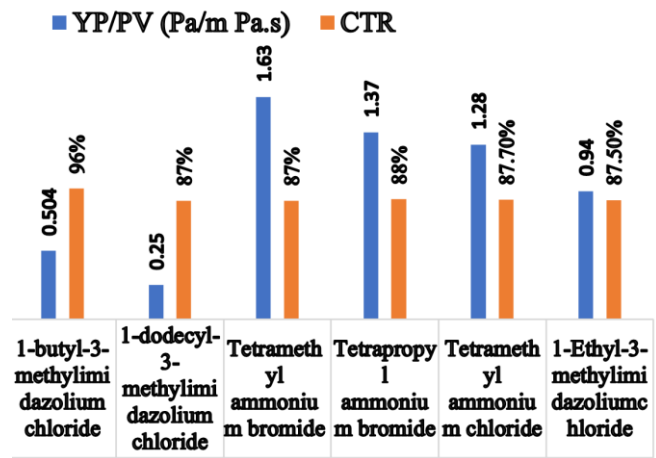 YP/PV (Pa/m Pa.s) CTR
0.504
96%
0.25
87%
1.63
87%
1.37
88%
1.28
87.70%
0.94
87.50%
1-butyl-3-
methylimi
dazolium
chloride
1-dodecyl-
3-
methylimi
dazolium
chloride
Tetrameth
yl
ammoniu
m bromide
Tetrapropy
l
ammoniu
m bromide
Tetrameth
yl
ammoniu
m chloride
1-Ethyl-3-
methylimi
dazoliumc
hloride